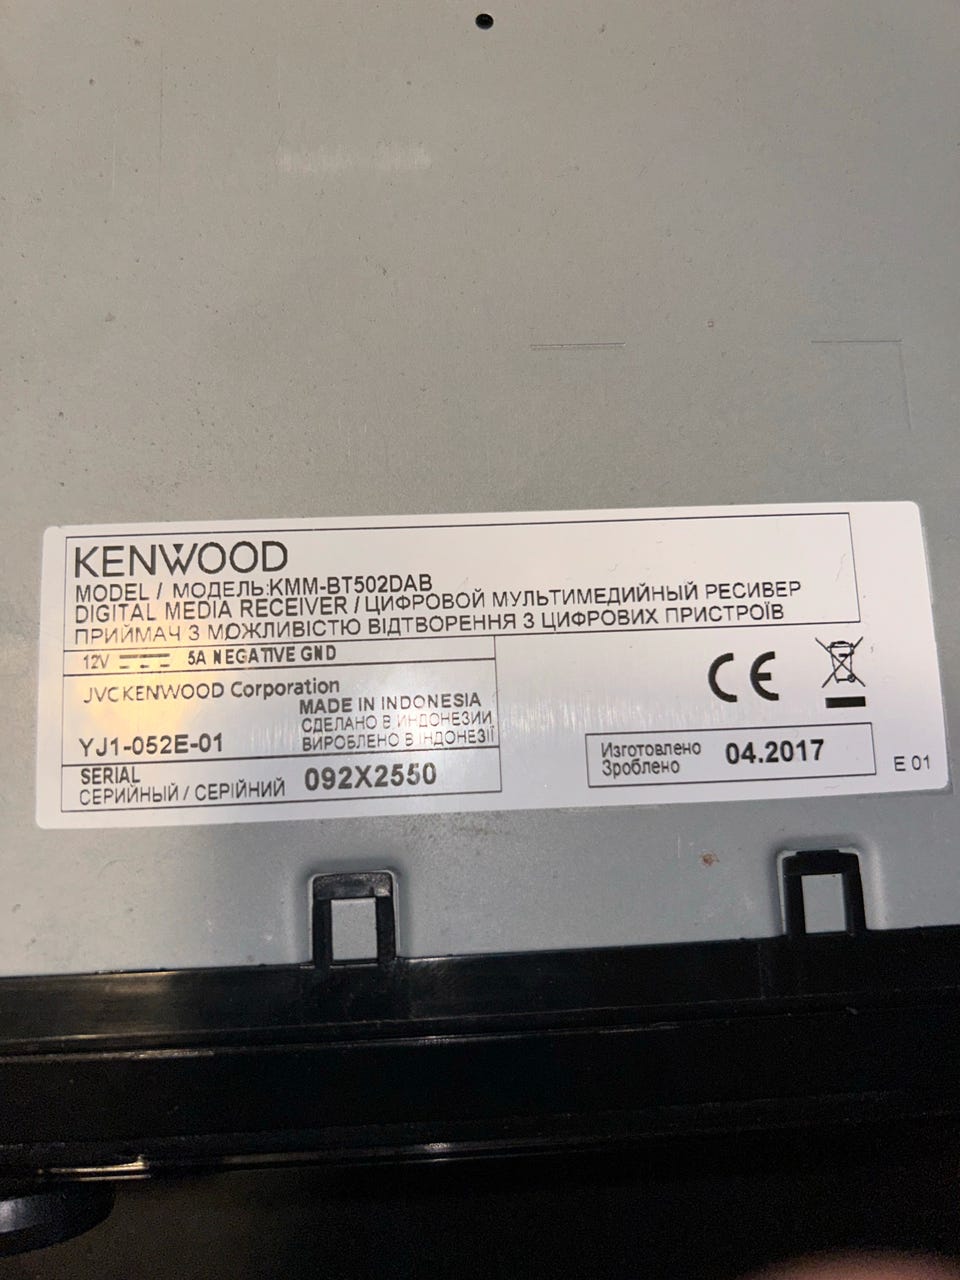 KENWOOD
MODEL / МОДЕЛЬ:KMM-BT502DAB
DIGITAL MEDIA RECEIVER / ЦИФРОВОЙ МУЛЬТИМЕДИЙНЫЙ РЕСИВЕР
ПРИЙМАЧ З МОЖЛИВІСТЮ ВІДТВОРЕННЯ З ЦИФРОВИХ ПРИСТРОЇВ
12V 5A NEGATIVE GND
JVCKENWOOD Corporation
MADE IN INDONESIA
СДЕЛАНО В ИНДОНЕЗИИ
YJ1-052E-01
ВИРОБЛЕНО В ІНДОНЕЗІЇ
SERIAL
СЕРИЙНЫЙ / СЕРІЙНИЙ 092X2550
CE
Изготовлено
Зроблено
04.2017
E 01